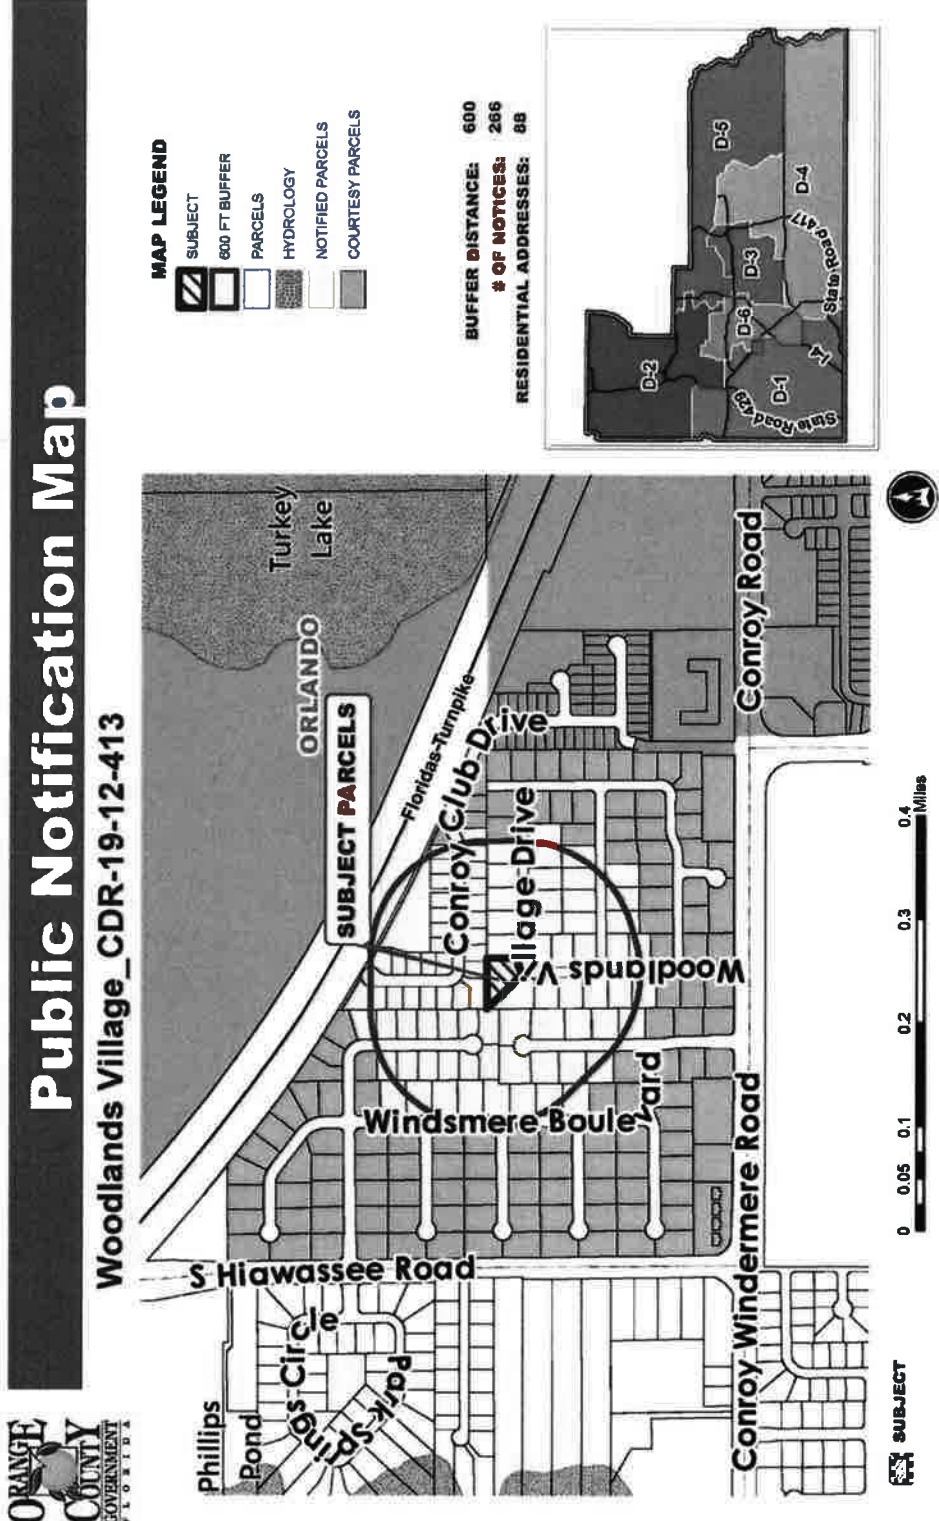 ORANGE
COUNTY
GOVERNMENT
FLORIDA
Public Notification Map
Woodlands Village_CDR-19-12-413
MAP LEGEND
SUBJECT
600 FT BUFFER
PARCELS
HYDROLOGY
NOTIFIED PARCELS
COURTESY PARCELS
BUFFER DISTANCE: 600
# OF NOTICES: 266
RESIDENTIAL ADDRESSES: 88
D-2
D-5
D-3
D-6
D-4
D-1
State Road 417
State Road 429
I-4
Turkey
Lake
ORLANDO
SUBJECT PARCELS
Floridas-Turnpike
Conroy-Club-Drive
Village-Drive
Woodlands
Windsmere Boulevard
S Hiawassee Road
Park-Springs-Circle
Phillips
Pond
Conroy-Windermere Road
Conroy Road
Conroy Road
0 0.05 0.1 0.2 0.3 0.4
Miles
SUBJECT